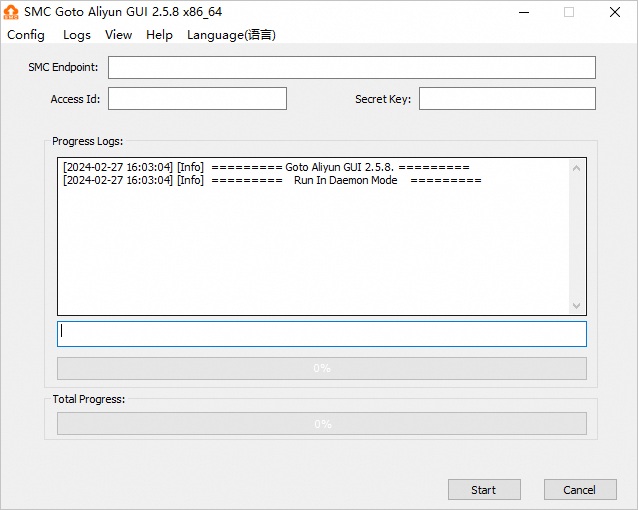 SMC Goto Aliyun GUI 2.5.8 x86_64
Config Logs View Help Language(语言)
SMC Endpoint:
Access Id: Secret Key:
Progress Logs:
[2024-02-27 16:03:04] [Info] ========= Goto Aliyun GUI 2.5.8. =========
[2024-02-27 16:03:04] [Info] ========= Run In Daemon Mode =========
0%
Total Progress:
0%
Start Cancel